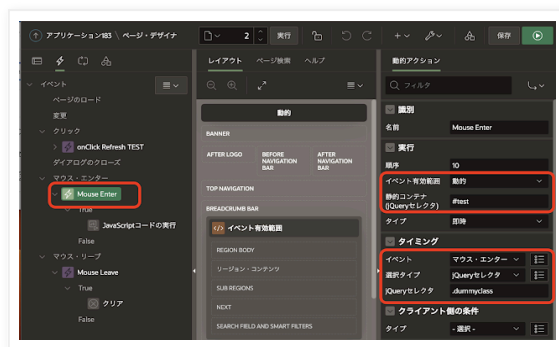 アプリケーション183 \ ページ・デザイナ
2
実行
保存
イベント
ページのロード
変更
クリック
onClick Refresh TEST
ダイアログのクローズ
マウス・エンター
Mouse Enter
True
JavaScriptコードの実行
False
マウス・リーブ
Mouse Leave
True
クリア
False
レイアウト
ページ検索
ヘルプ
動的
BANNER
AFTER LOGO
BEFORE NAVIGATION BAR
AFTER NAVIGATION BAR
TOP NAVIGATION
BREADCRUMB BAR
イベント有効範囲
REGION BODY
リージョン・コンテンツ
SUB REGIONS
NEXT
SEARCH FIELD AND SMART FILTERS
動的アクション
フィルタ
識別
名前 Mouse Enter
実行
順序 10
イベント有効範囲 動的
静的コンテナ
(jQueryセレクタ) #test
タイプ 即時
タイミング
イベント マウス・エンター
選択タイプ jQueryセレクタ
jQueryセレクタ .dummyclass
クライアント側の条件
タイプ - 選択 -